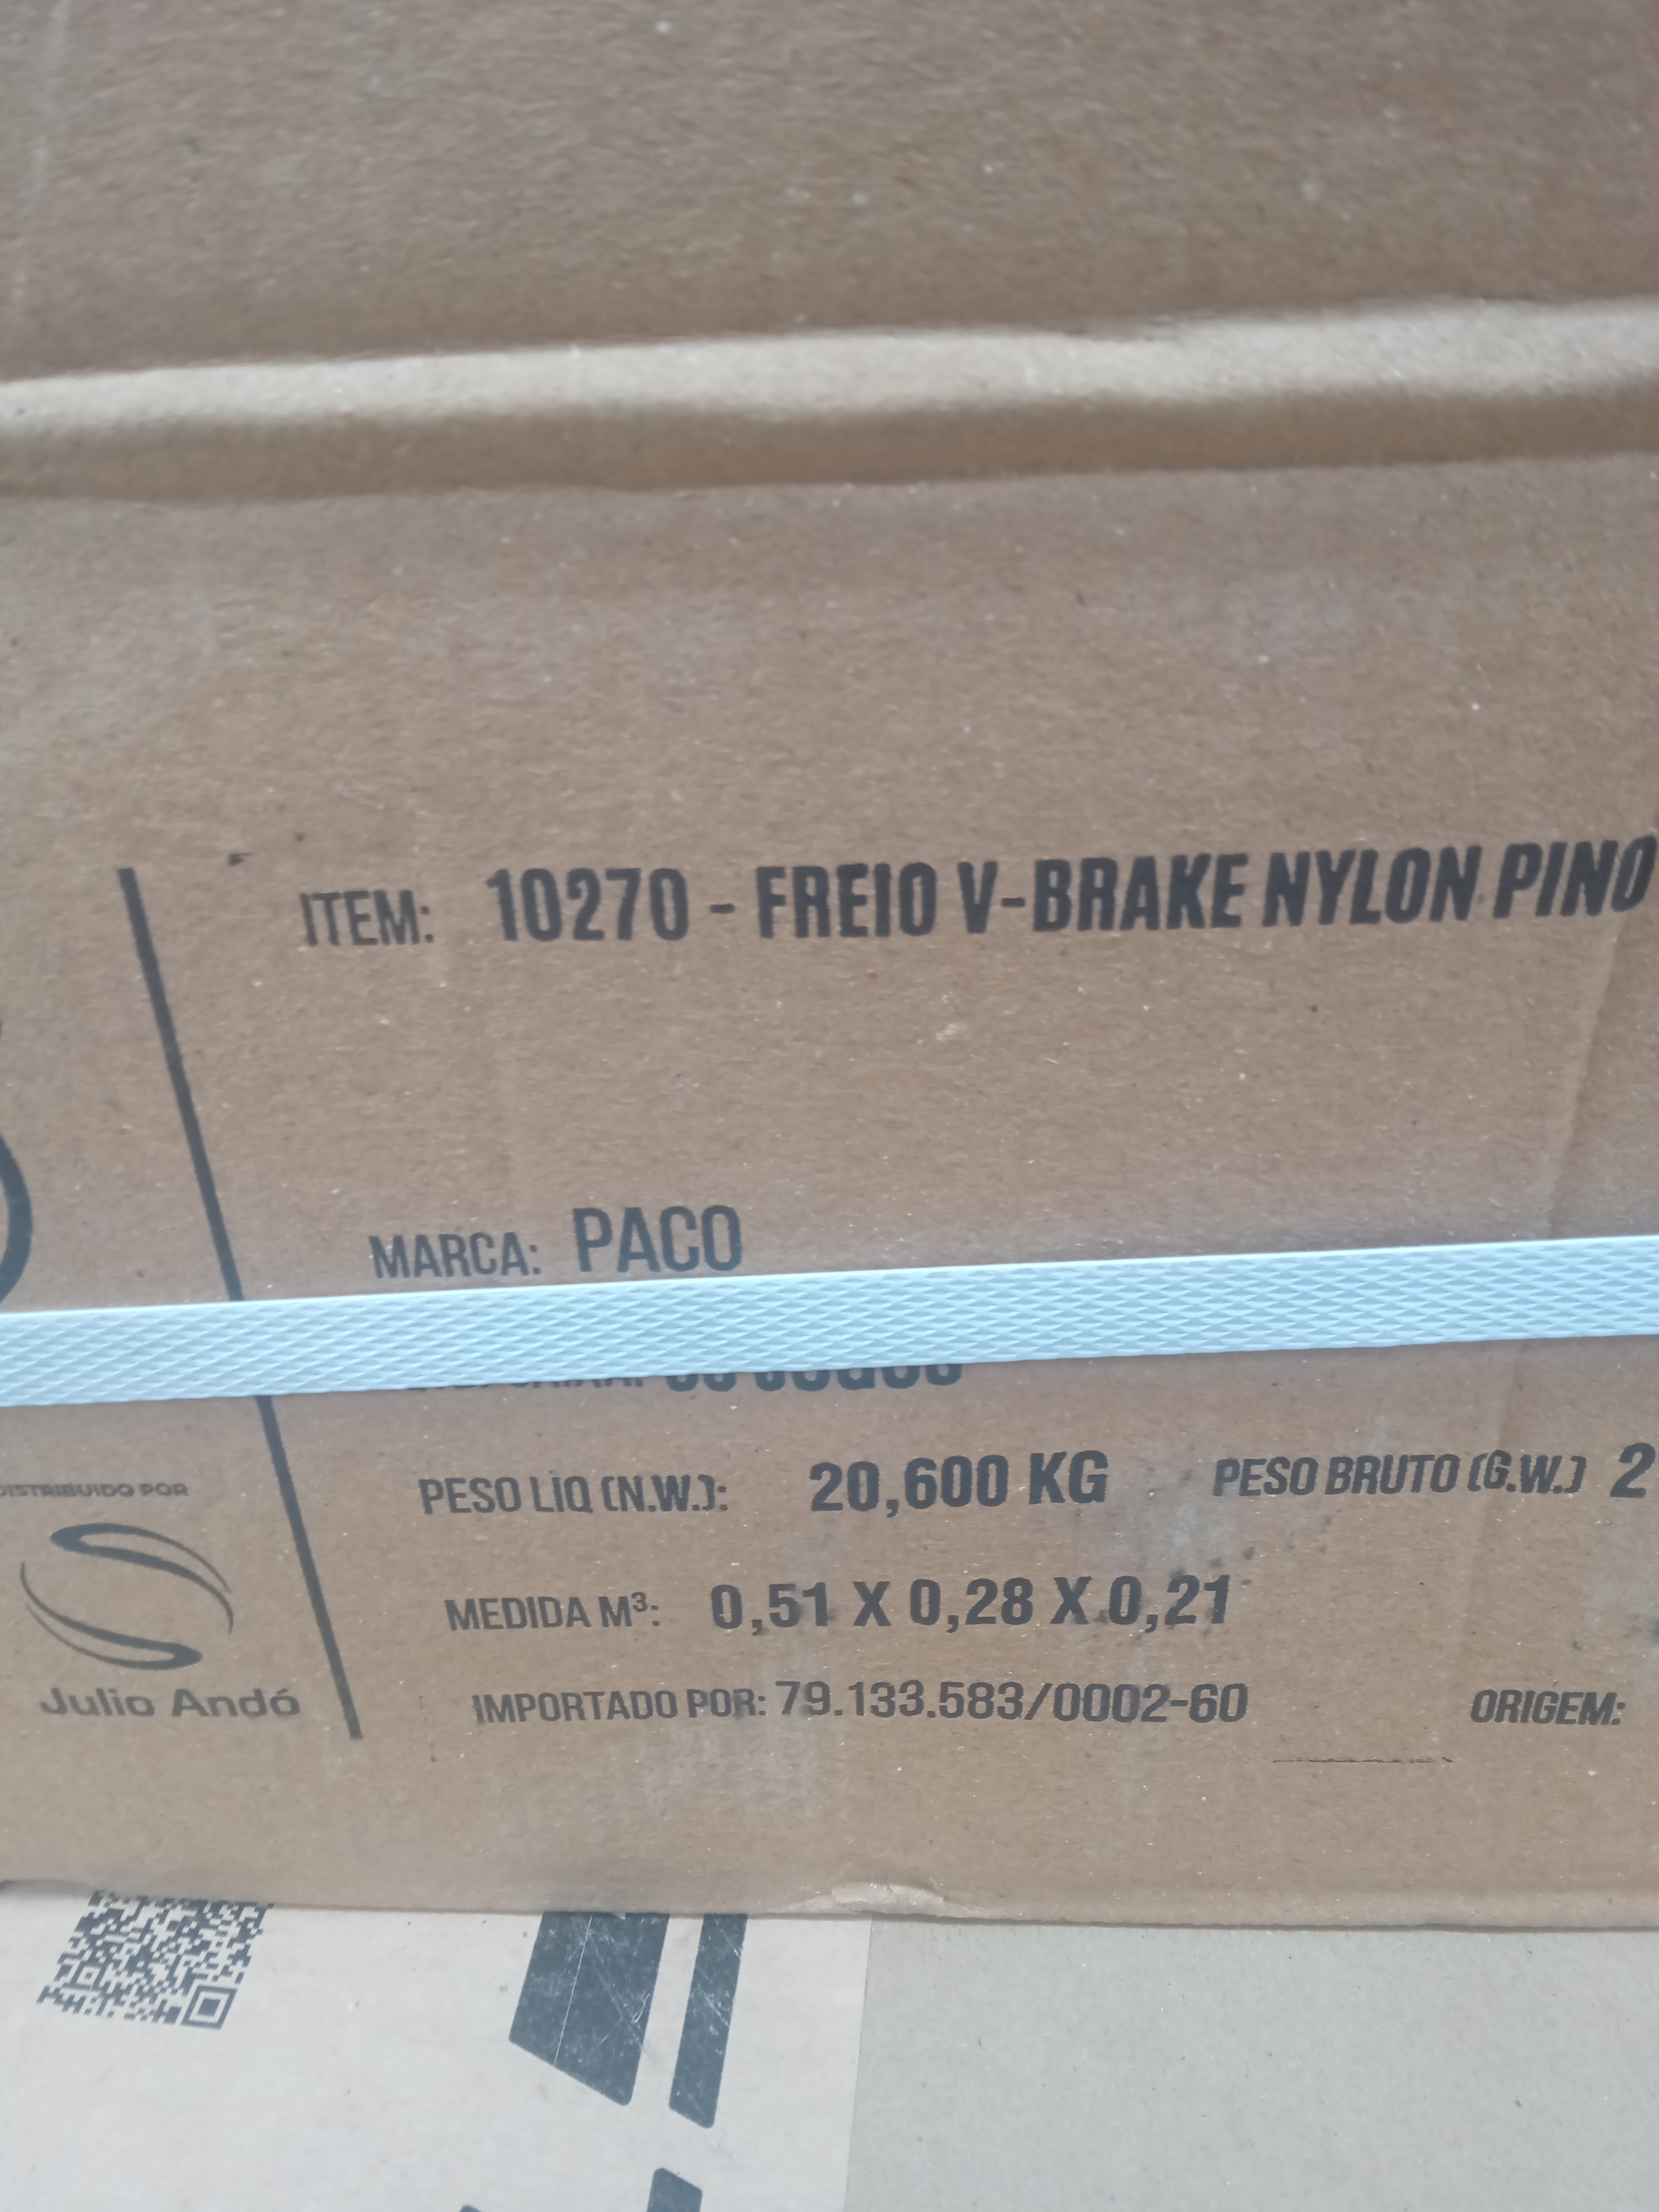 ITEM: 10270 - FREIO V-BRAKE NYLON PINO
MARCA: PACO
PESO LIQ (N.W.): 20,600 KG PESO BRUTO (G.W.) 2
MEDIDA M³: 0,51 X 0,28 X 0,21
IMPORTADO POR: 79.133.583/0002-60 ORIGEM:
DISTRIBUIDO POR
Julio Andó